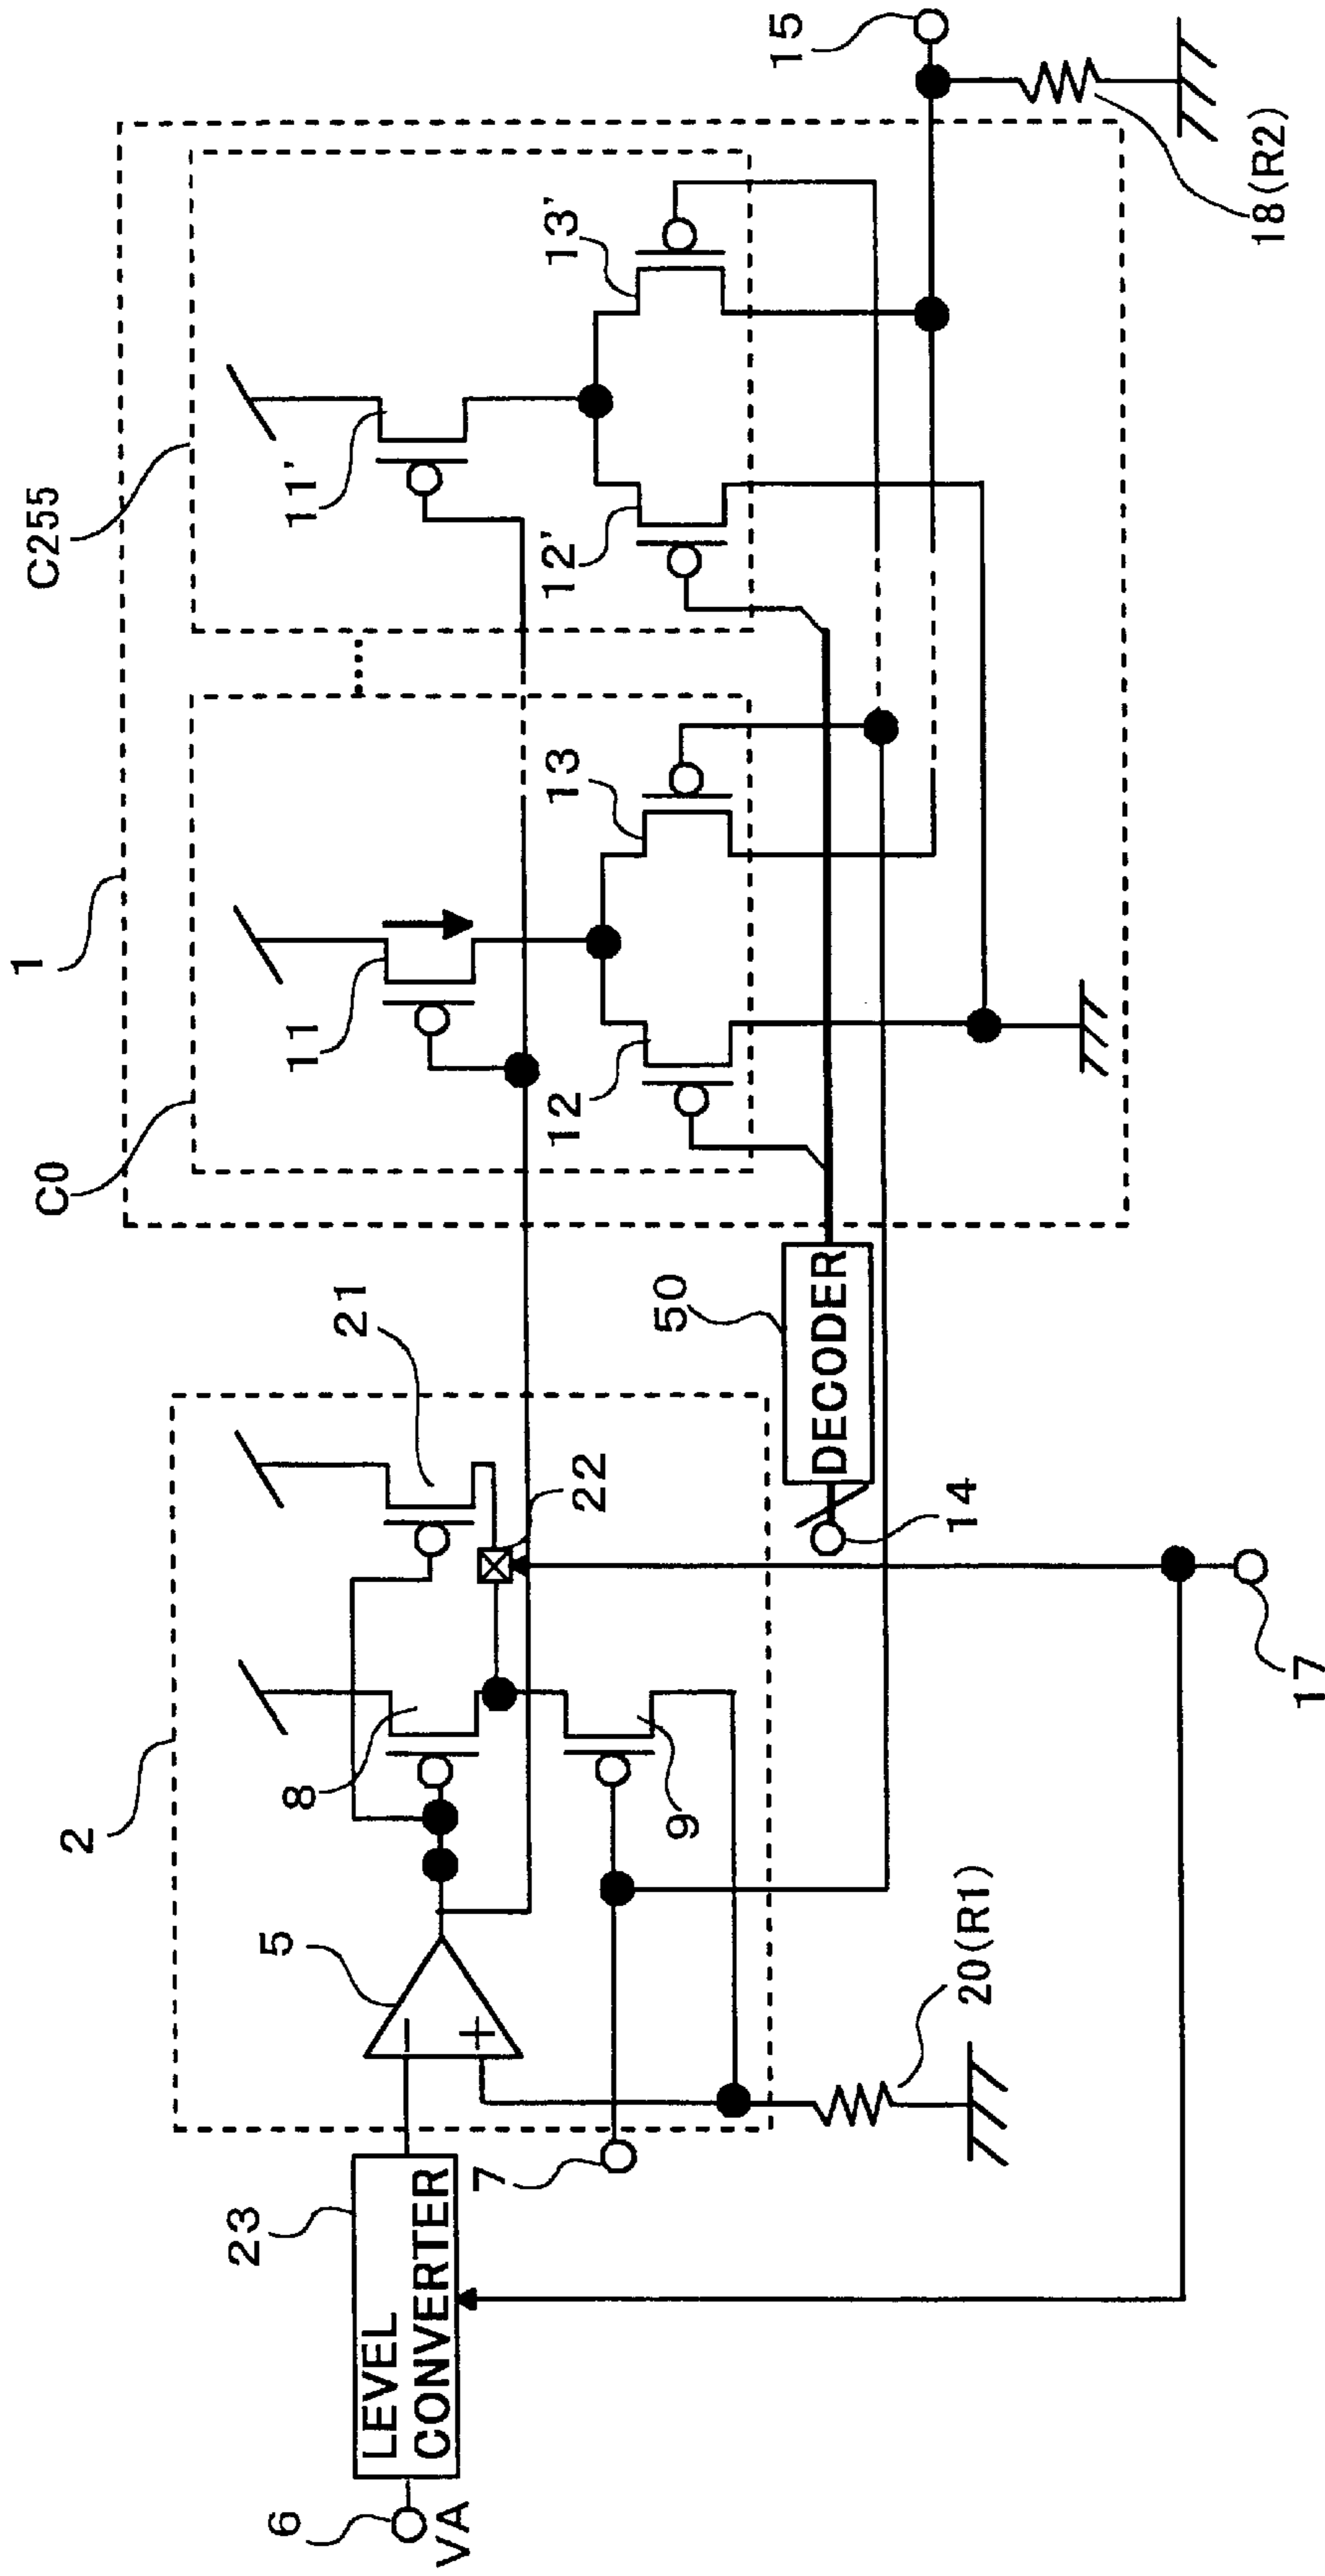 1
C0
C255
11
11'
12
13
12'
13'
15
18(R2)
2
21
22
8
9
5
−
+
50
DECODER
14
17
20(R1)
7
23
LEVEL
CONVERTER
6
VA